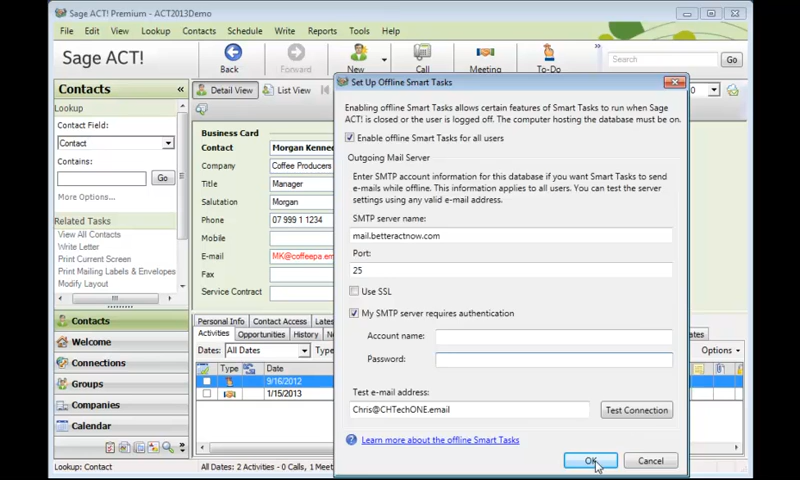 Sage ACT! Premium - ACT2013Demo
File Edit View Lookup Contacts Schedule Write Reports Tools Help
Sage ACT!
Back
Forward
New
Call
Meeting
To-Do
»
Search
Go
Contacts «
Detail View
List View
Lookup
Contact Field:
Contact
Contains:
Go
More Options...
Related Tasks
View All Contacts
Write Letter
Print Current Screen
Print Mailing Labels & Envelopes
Modify Layout
Contacts
Welcome
Connections
Groups
Companies
Calendar
Lookup: Contact
Business Card
Contact Morgan Kenne
Company Coffee Producers
Title Manager
Salutation Morgan
Phone 07 999 1 1234
Mobile
E-mail MK@coffeepa.em
Fax
Service Contract
Personal Info Contact Access Lates
Activities Opportunities History
Dates: All Dates Type
Type Date
9/16/2012
1/15/2013
Options
All Dates: 2 Activities - 0 Calls, 1 Meet
Set Up Offline Smart Tasks
Enabling offline Smart Tasks allows certain features of Smart Tasks to run when Sage
ACT! is closed or the user is logged off. The computer hosting the database must be on.
Enable offline Smart Tasks for all users
Outgoing Mail Server
Enter SMTP account information for this database if you want Smart Tasks to send
e-mails while offline. This information applies to all users. You can test the server
settings using any valid e-mail address.
SMTP server name:
mail.betteractnow.com
Port:
25
Use SSL
My SMTP server requires authentication
Account name:
Password:
Test e-mail address:
Chris@CHTechONE.email
Test Connection
Learn more about the offline Smart Tasks
OK
Cancel